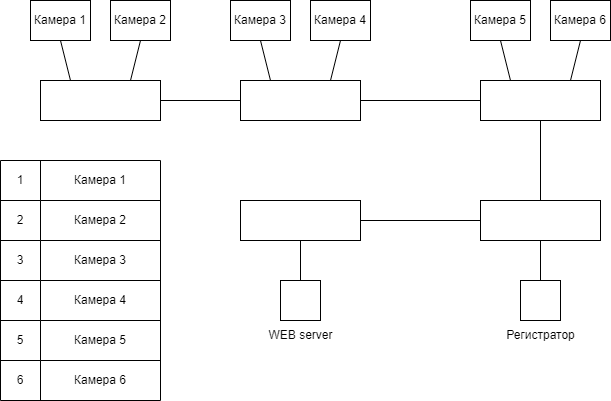 Камера 1
Камера 2
Камера 3
Камера 4
Камера 5
Камера 6
1 Камера 1
2 Камера 2
3 Камера 3
4 Камера 4
5 Камера 5
6 Камера 6
WEB server
Регистратор